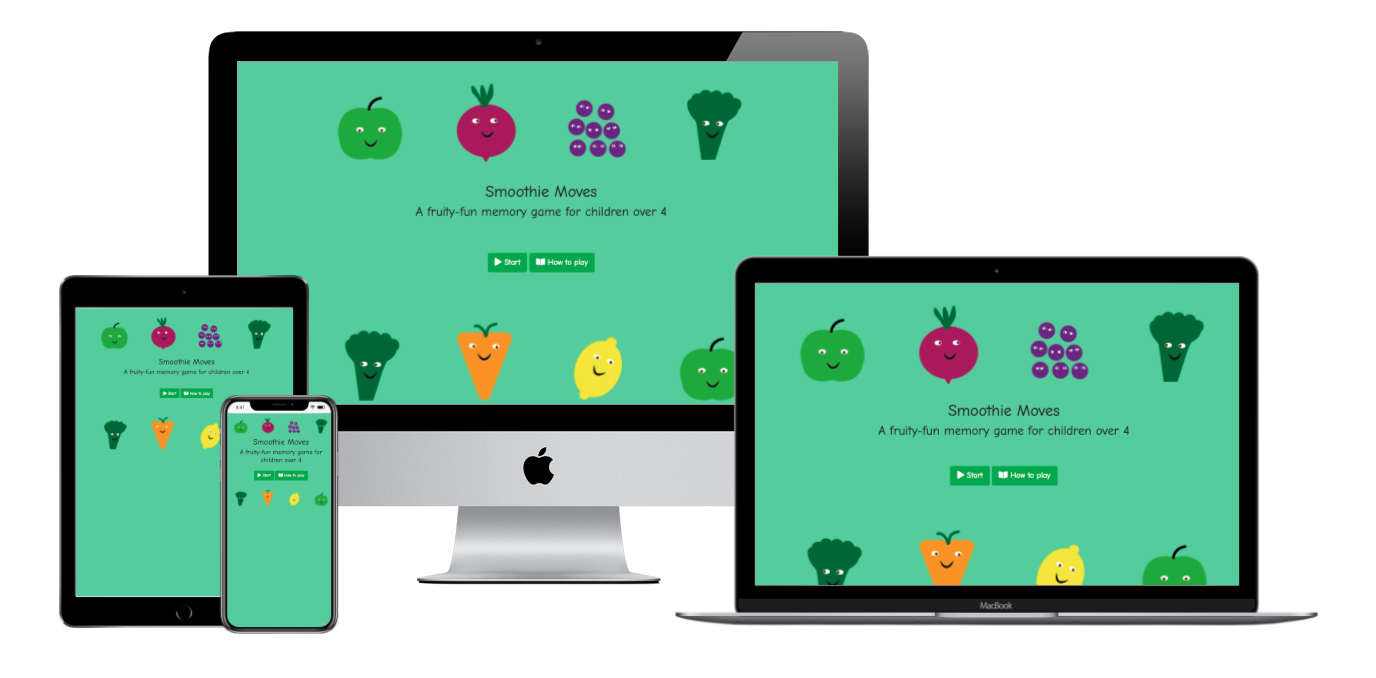 Smoothie Moves
A fruity-fun memory game for children over 4
Start
How to play
Smoothie Moves
A fruity-fun memory game for children over 4
Start
How to play
9:41
Smoothie Moves
A fruity-fun memory game for
children over 4
Start
How to play
Smoothie Moves
A fruity-fun memory game for children over 4
Start
How to play
MacBook